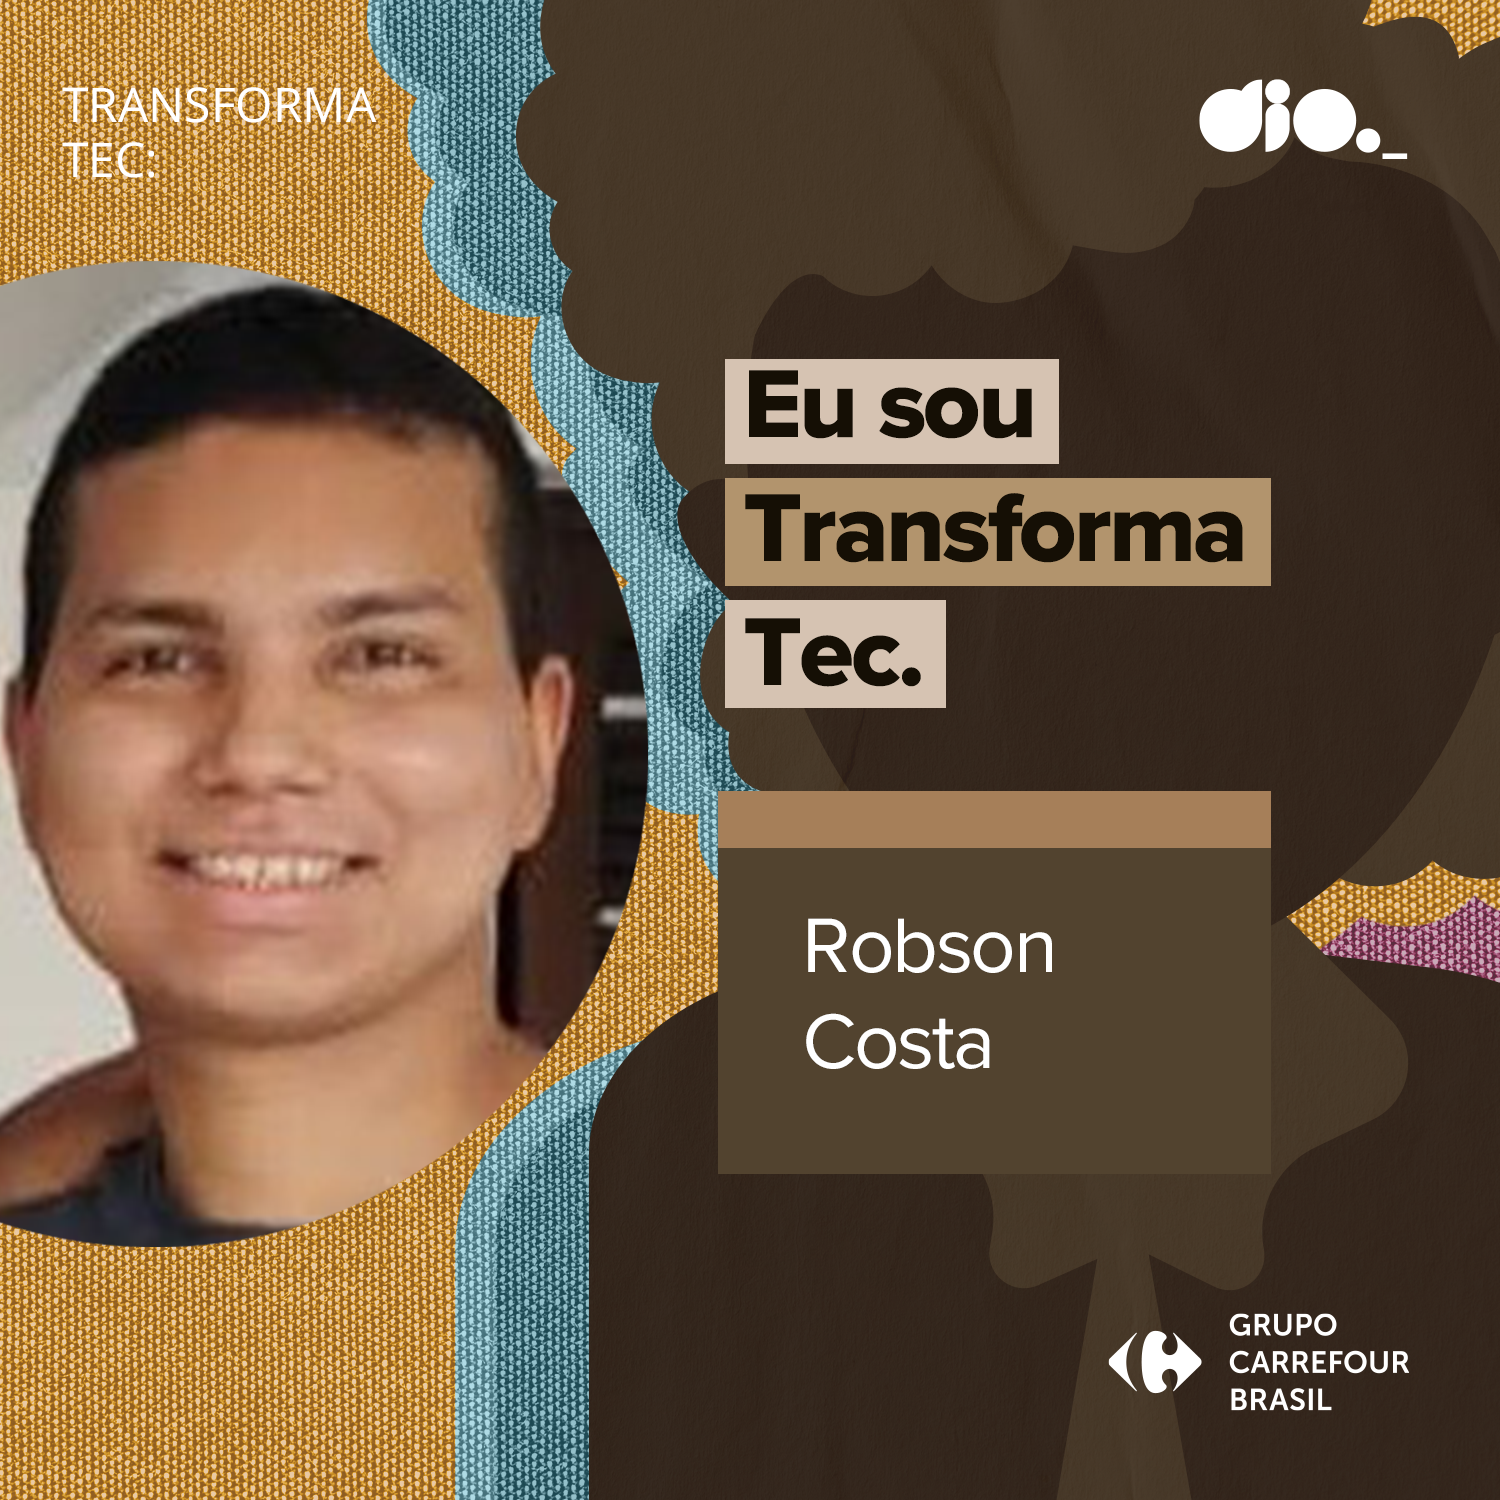 TRANSFORMA
TEC:
dio._
Eu sou
Transforma
Tec.
Robson
Costa
GRUPO
CARREFOUR
BRASIL